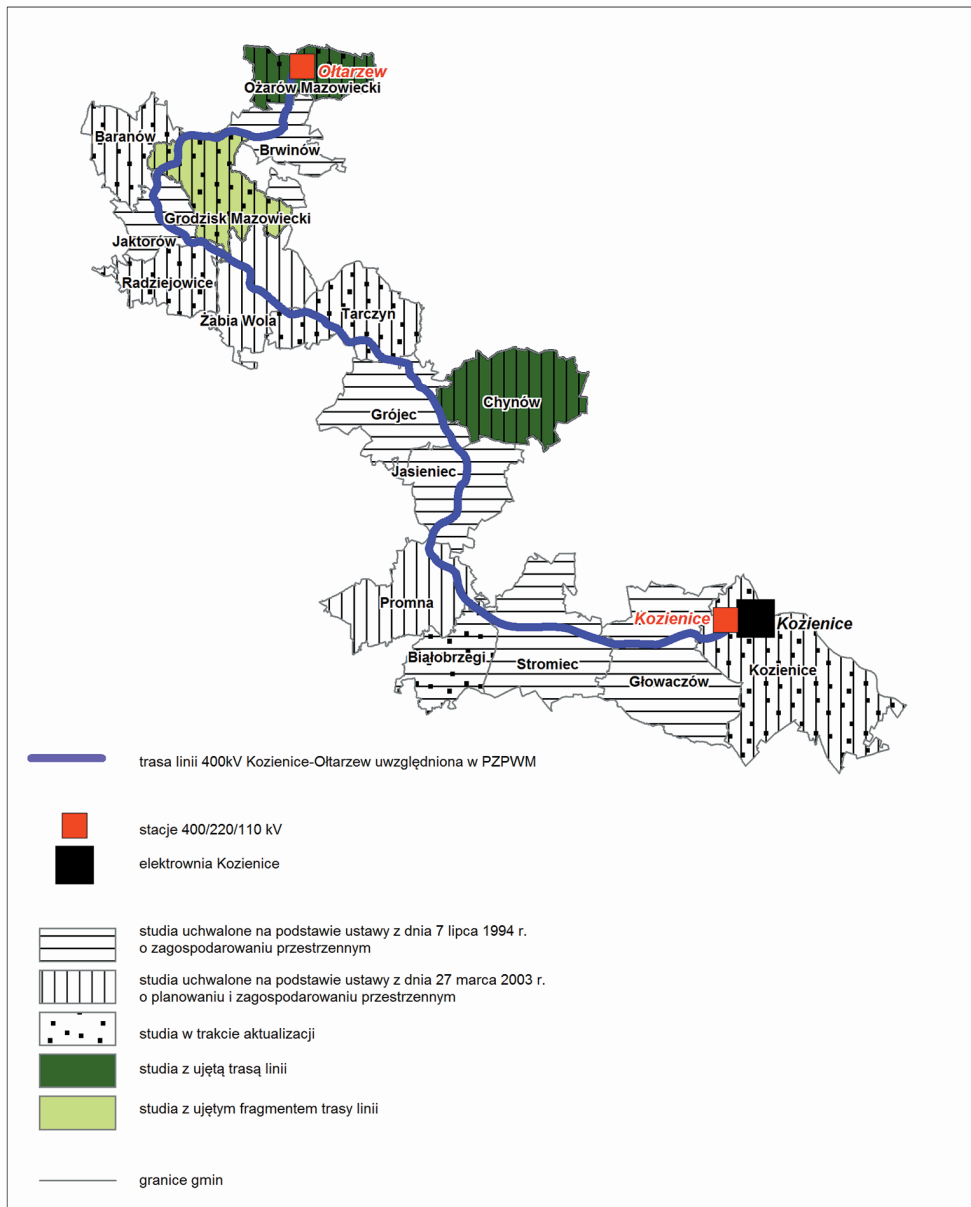 Ołtarzew
Ożarów Mazowiecki
Baranów
Brwinów
Grodzisk Mazowiecki
Jaktorów
Radziejowice
Żabia Wola
Tarczyn
Chynów
Grójec
Jasieniec
Promna
Kozienice
Kozienice
Białobrzegi
Stromiec
Kozienice
Głowaczów
trasa linii 400kV Kozienice-Ołtarzew uwzględniona w PZPWM
stacje 400/220/110 kV
elektrownia Kozienice
studia uchwalone na podstawie ustawy z dnia 7 lipca 1994 r.
o zagospodarowaniu przestrzennym
studia uchwalone na podstawie ustawy z dnia 27 marca 2003 r.
o planowaniu i zagospodarowaniu przestrzennym
studia w trakcie aktualizacji
studia z ujętą trasą linii
studia z ujętym fragmentem trasy linii
granice gmin